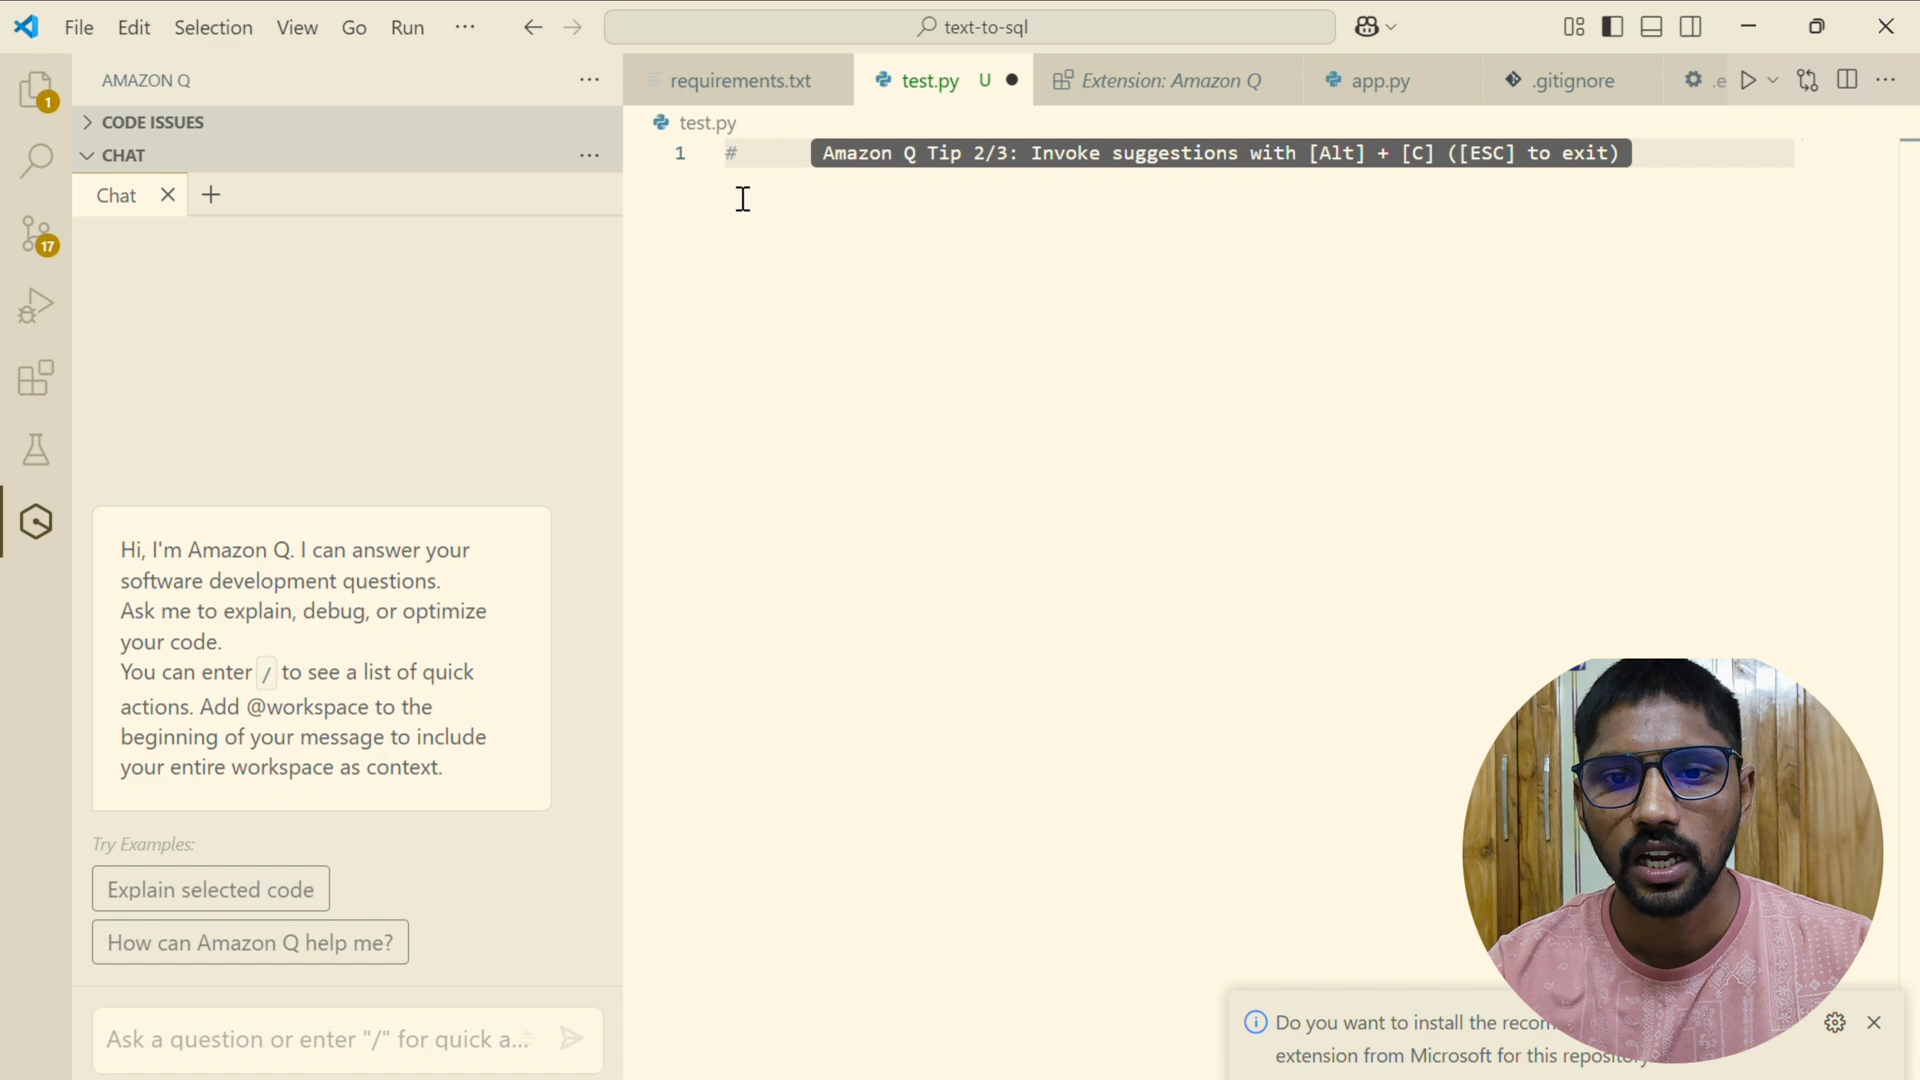 File Edit Selection View Go Run ··· text-to-sql
AMAZON Q
requirements.txt test.py U Extension: Amazon Q app.py .gitignore .e
1
CODE ISSUES
test.py
CHAT
1 # Amazon Q Tip 2/3: Invoke suggestions with [Alt] + [C] ([ESC] to exit)
Chat
17
Hi, I'm Amazon Q. I can answer your
software development questions.
Ask me to explain, debug, or optimize
your code.
You can enter / to see a list of quick
actions. Add @workspace to the
beginning of your message to include
your entire workspace as context.
Try Examples:
Explain selected code
How can Amazon Q help me?
Ask a question or enter "/" for quick a...
Do you want to install the recom
extension from Microsoft for this reposito